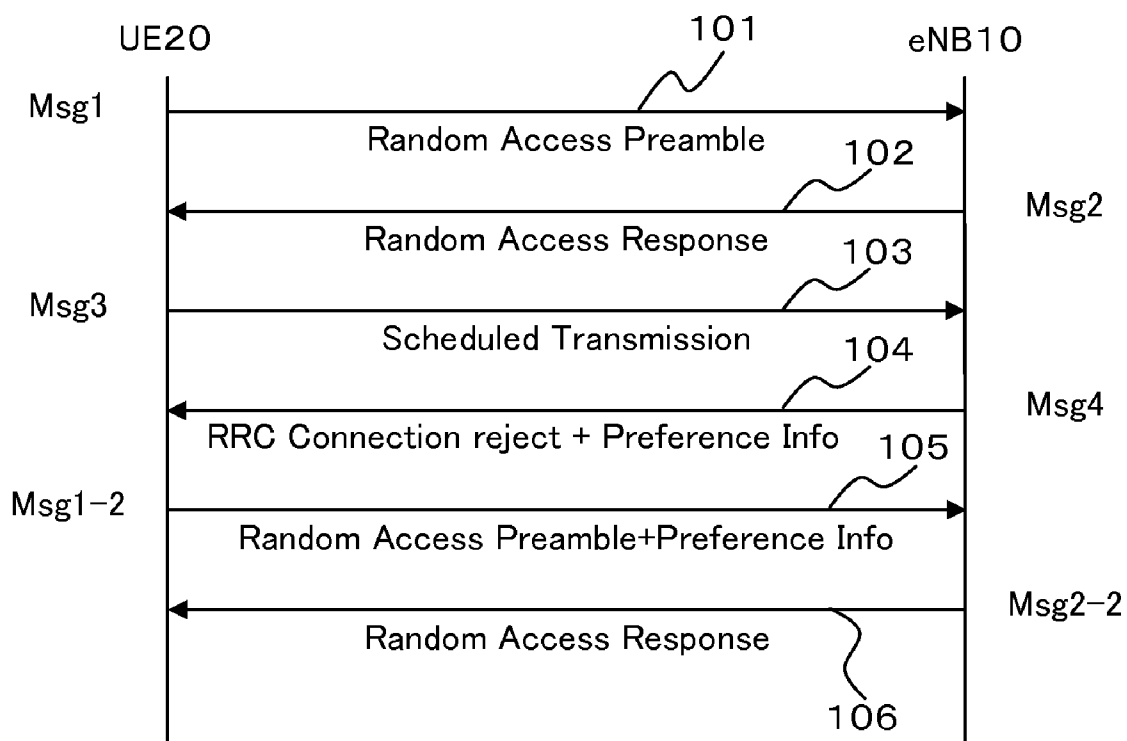 UE20
101
eNB10
Msg1
Random Access Preamble
102
Msg2
Random Access Response
103
Msg3
Scheduled Transmission
104
Msg4
RRC Connection reject + Preference Info
105
Msg1-2
Random Access Preamble+Preference Info
Msg2-2
Random Access Response
106